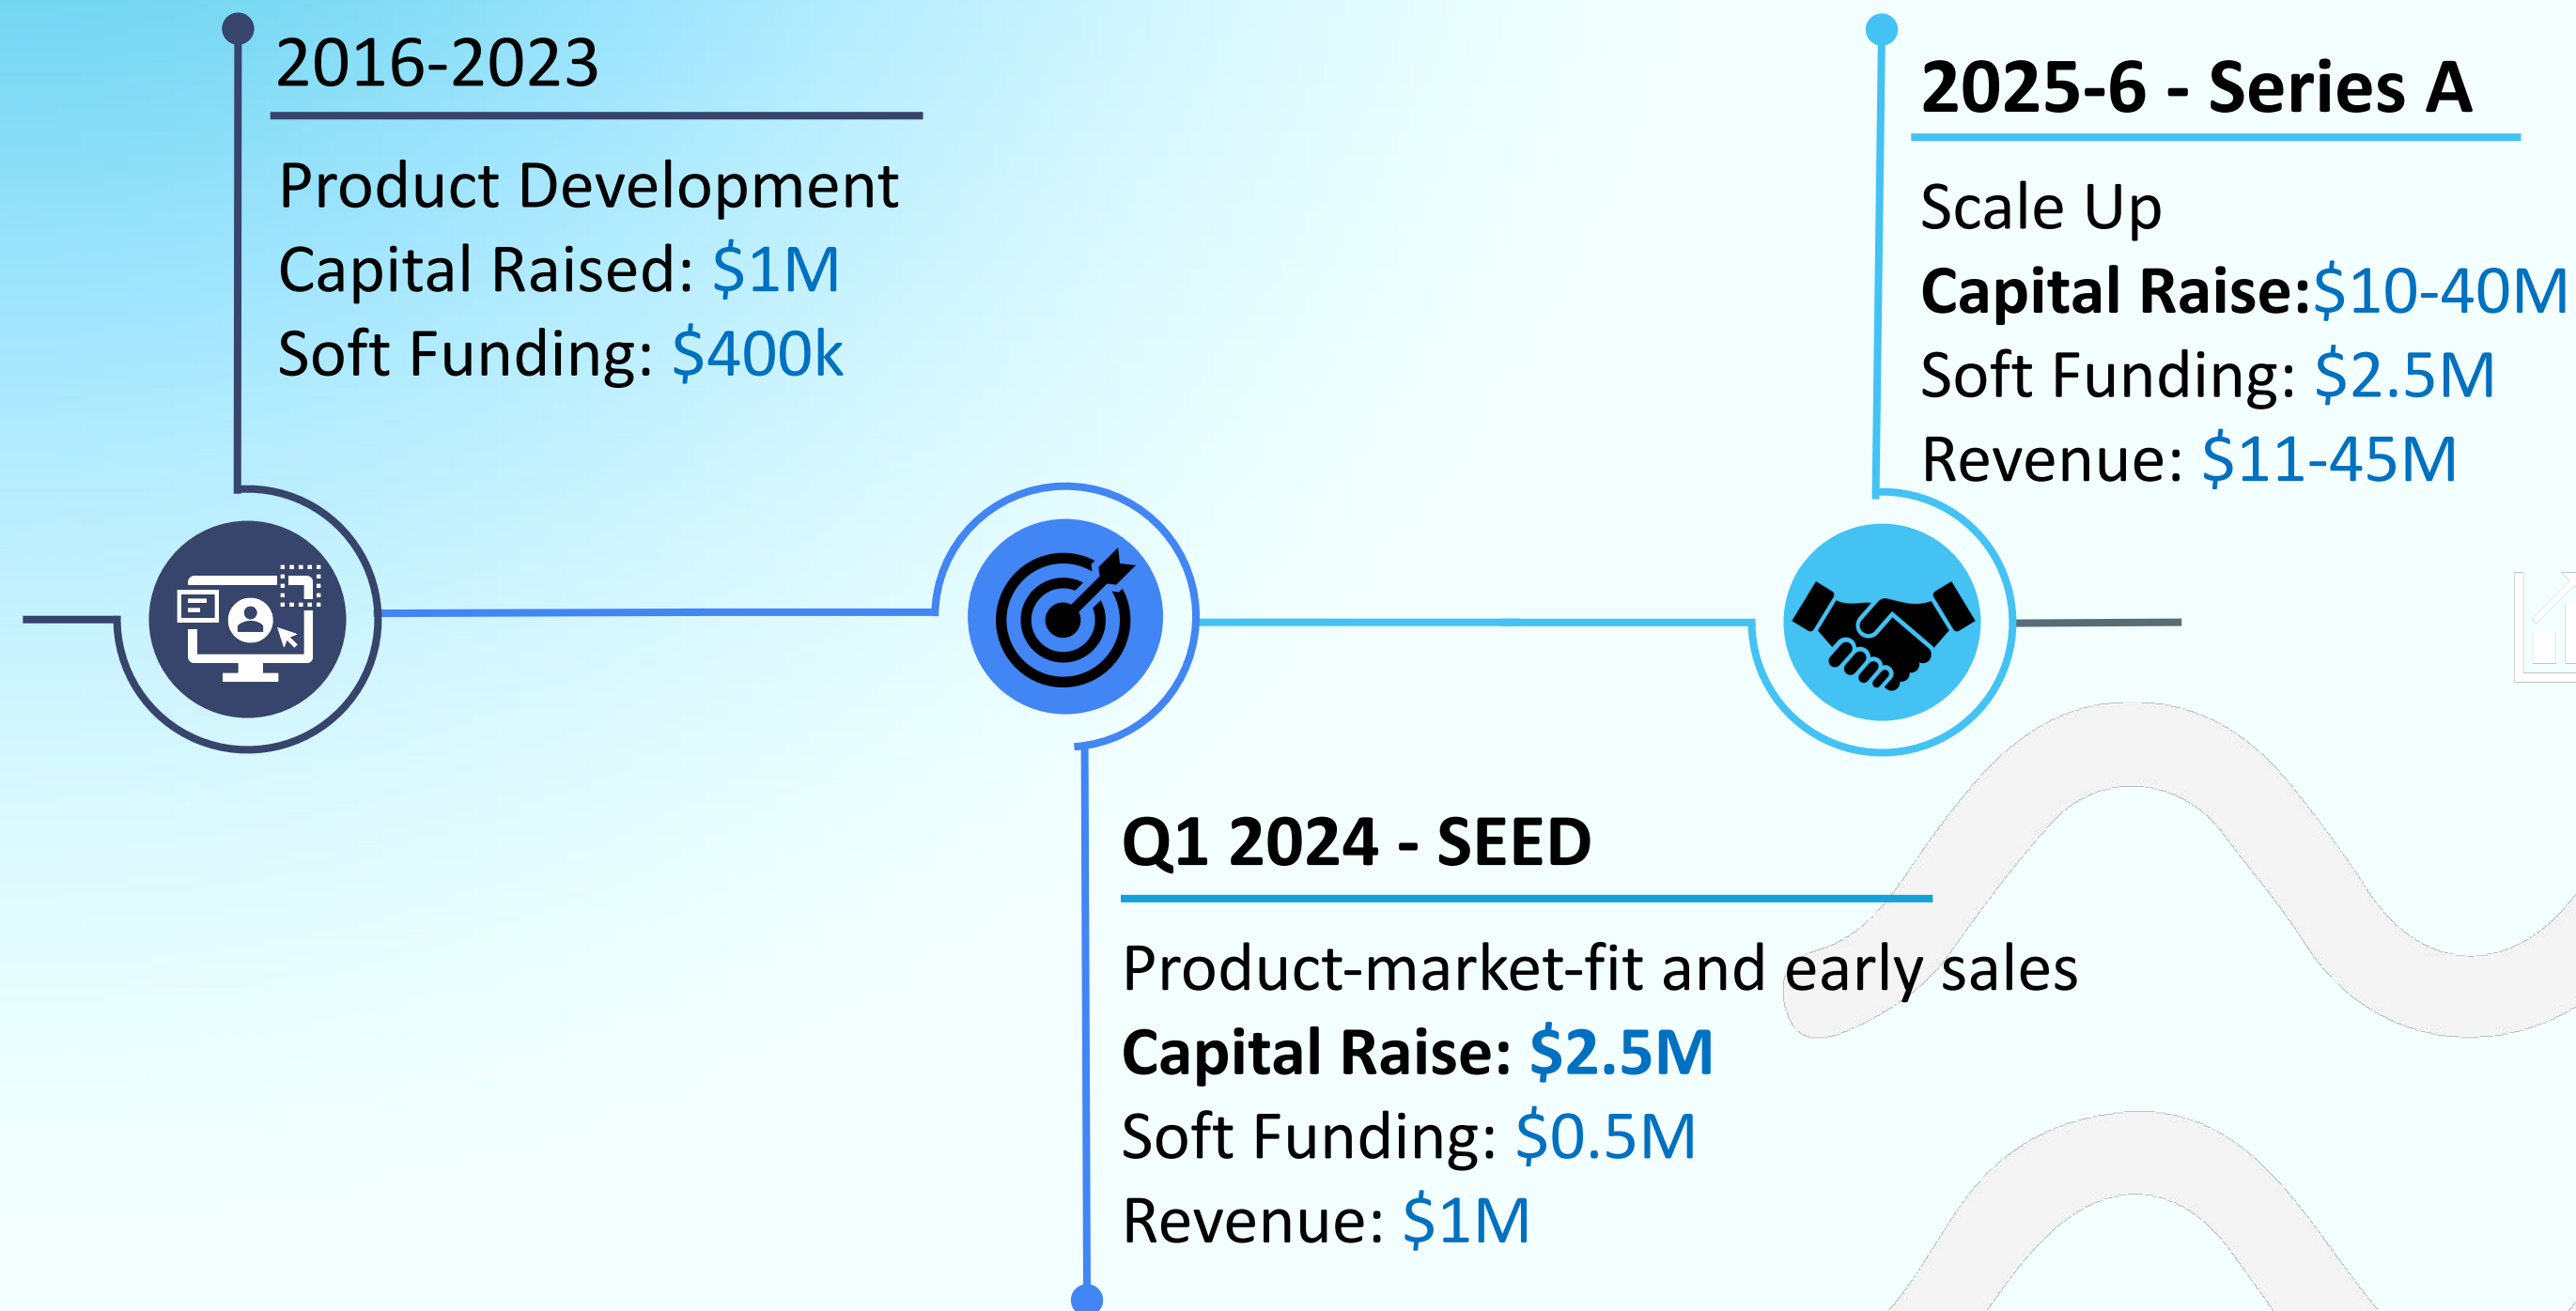 2016-2023
Product Development
Capital Raised: $1M
Soft Funding: $400k
Q1 2024 - SEED
Product-market-fit and early sales
Capital Raise: $2.5M
Soft Funding: $0.5M
Revenue: $1M
2025-6 - Series A
Scale Up
Capital Raise:$10-40M
Soft Funding: $2.5M
Revenue: $11-45M